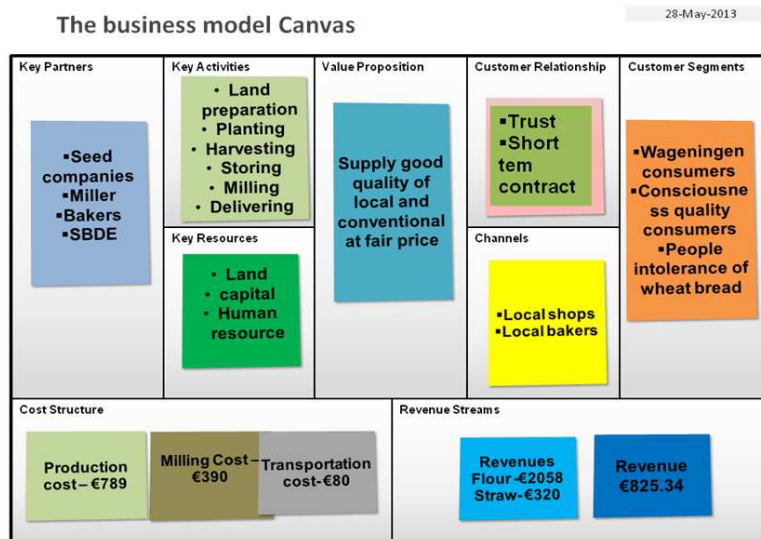 The business model Canvas
28-May-2013
Key Partners
▪Seed
companies
▪Miller
▪Bakers
▪SBDE
Key Activities
• Land
preparation
• Planting
• Harvesting
• Storing
• Milling
• Delivering
Key Resources
• Land
• capital
• Human
resource
Value Proposition
Supply good
quality of
local and
conventional
at fair price
Customer Relationship
▪Trust
▪Short
tem
contract
Channels
▪Local shops
▪Local bakers
Customer Segments
▪Wageningen
consumers
▪Consciousne
ss quality
consumers
▪People
intolerance of
wheat bread
Cost Structure
Production
cost–€789
Milling Cost –
€390
Transportation
cost-€80
Revenue Streams
Revenues
Flour -€2058
Straw-€320
Revenue
€825.34